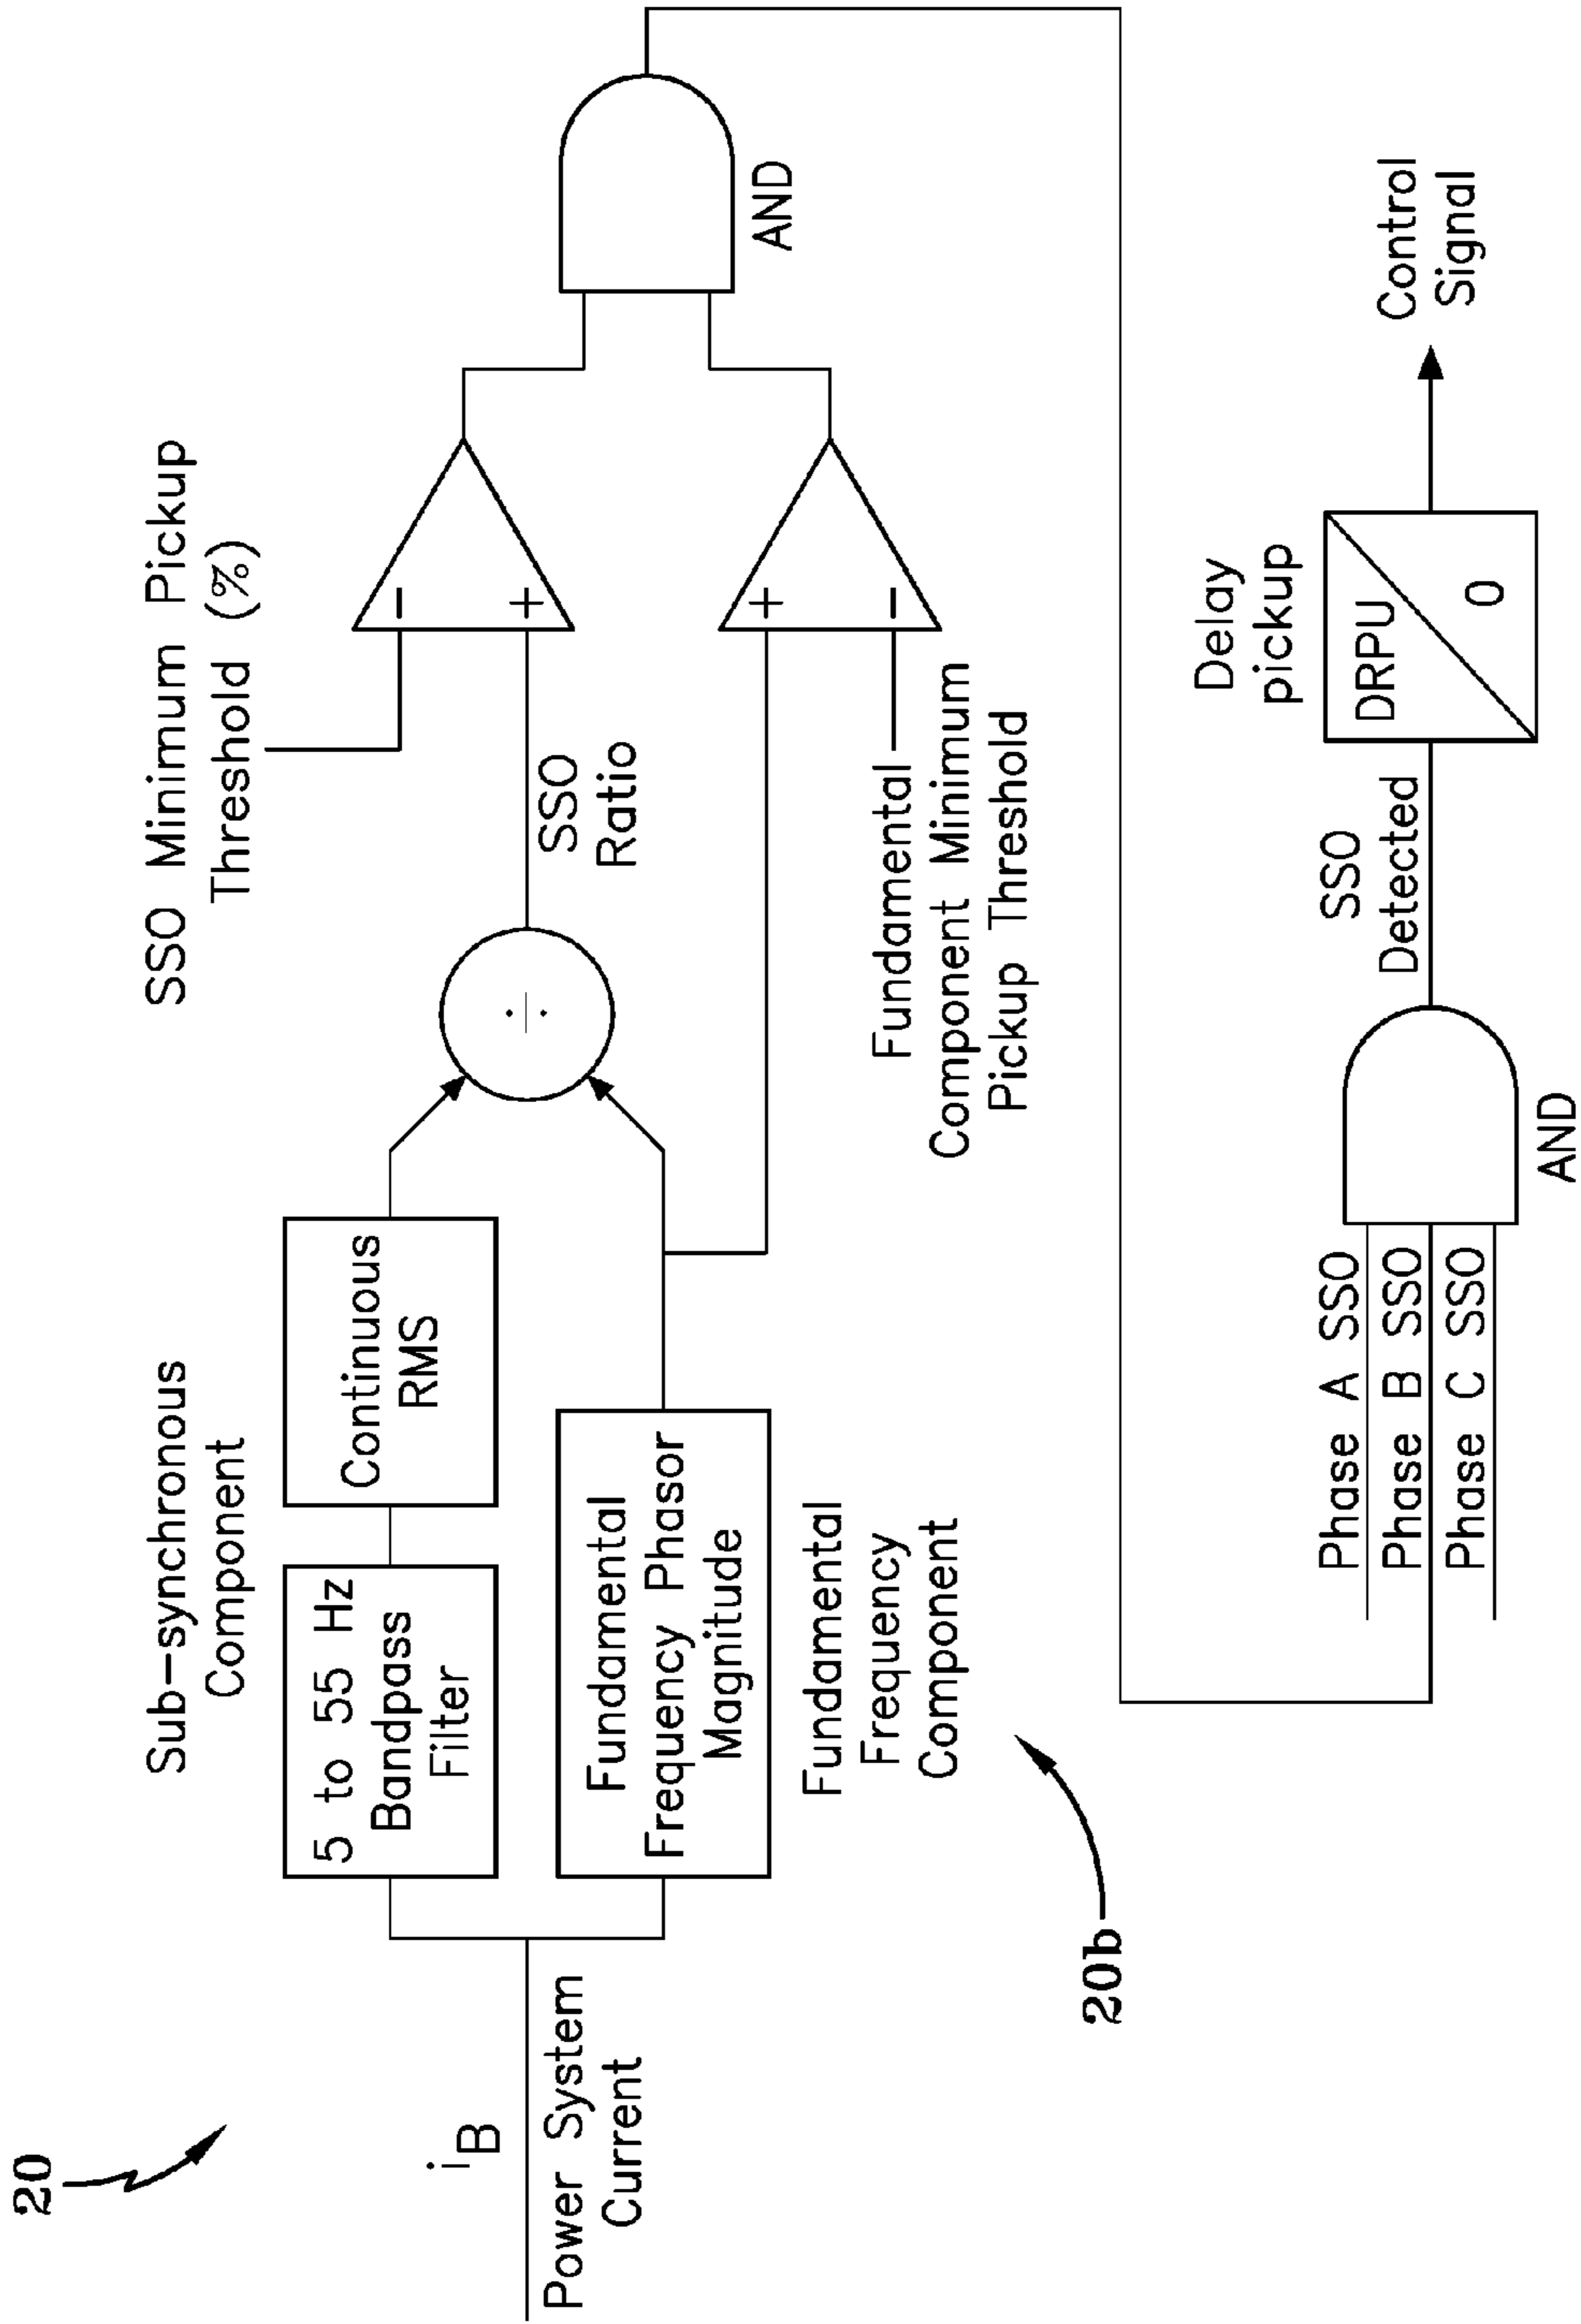 20
i
B
Power System
Current
Sub-synchronous
Component
5 to 55 Hz
Bandpass
Filter
Continuous
RMS
Fundamental
Frequency Phasor
Magnitude
Fundamental
Frequency
Component
÷
SSO
Ratio
SSO Minimum Pickup
Threshold (%)
−
+
+
−
Fundamental
Component Minimum
Pickup Threshold
AND
20b
Phase A SSO
Phase B SSO
Phase C SSO
AND
SSO
Detected
Delay
pickup
DRPU
0
Control
Signal